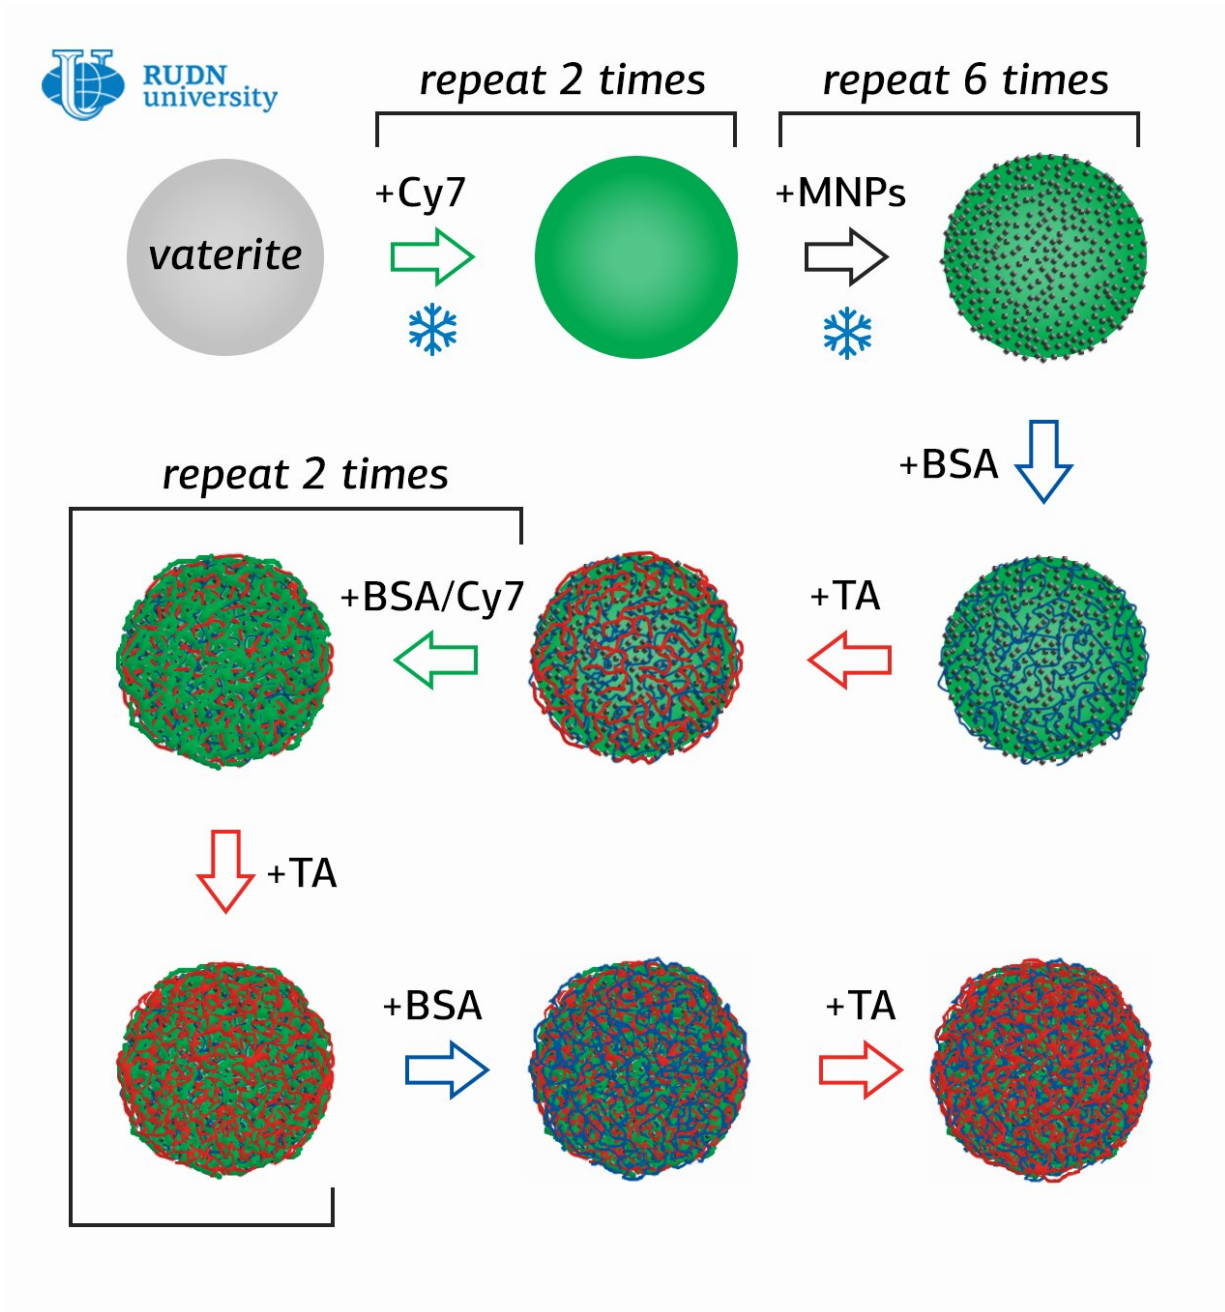 RUDN
university
repeat 2 times
repeat 6 times
vaterite
+Cy7
+MNPs
+BSA
repeat 2 times
+BSA/Cy7
+TA
+TA
+BSA
+TA